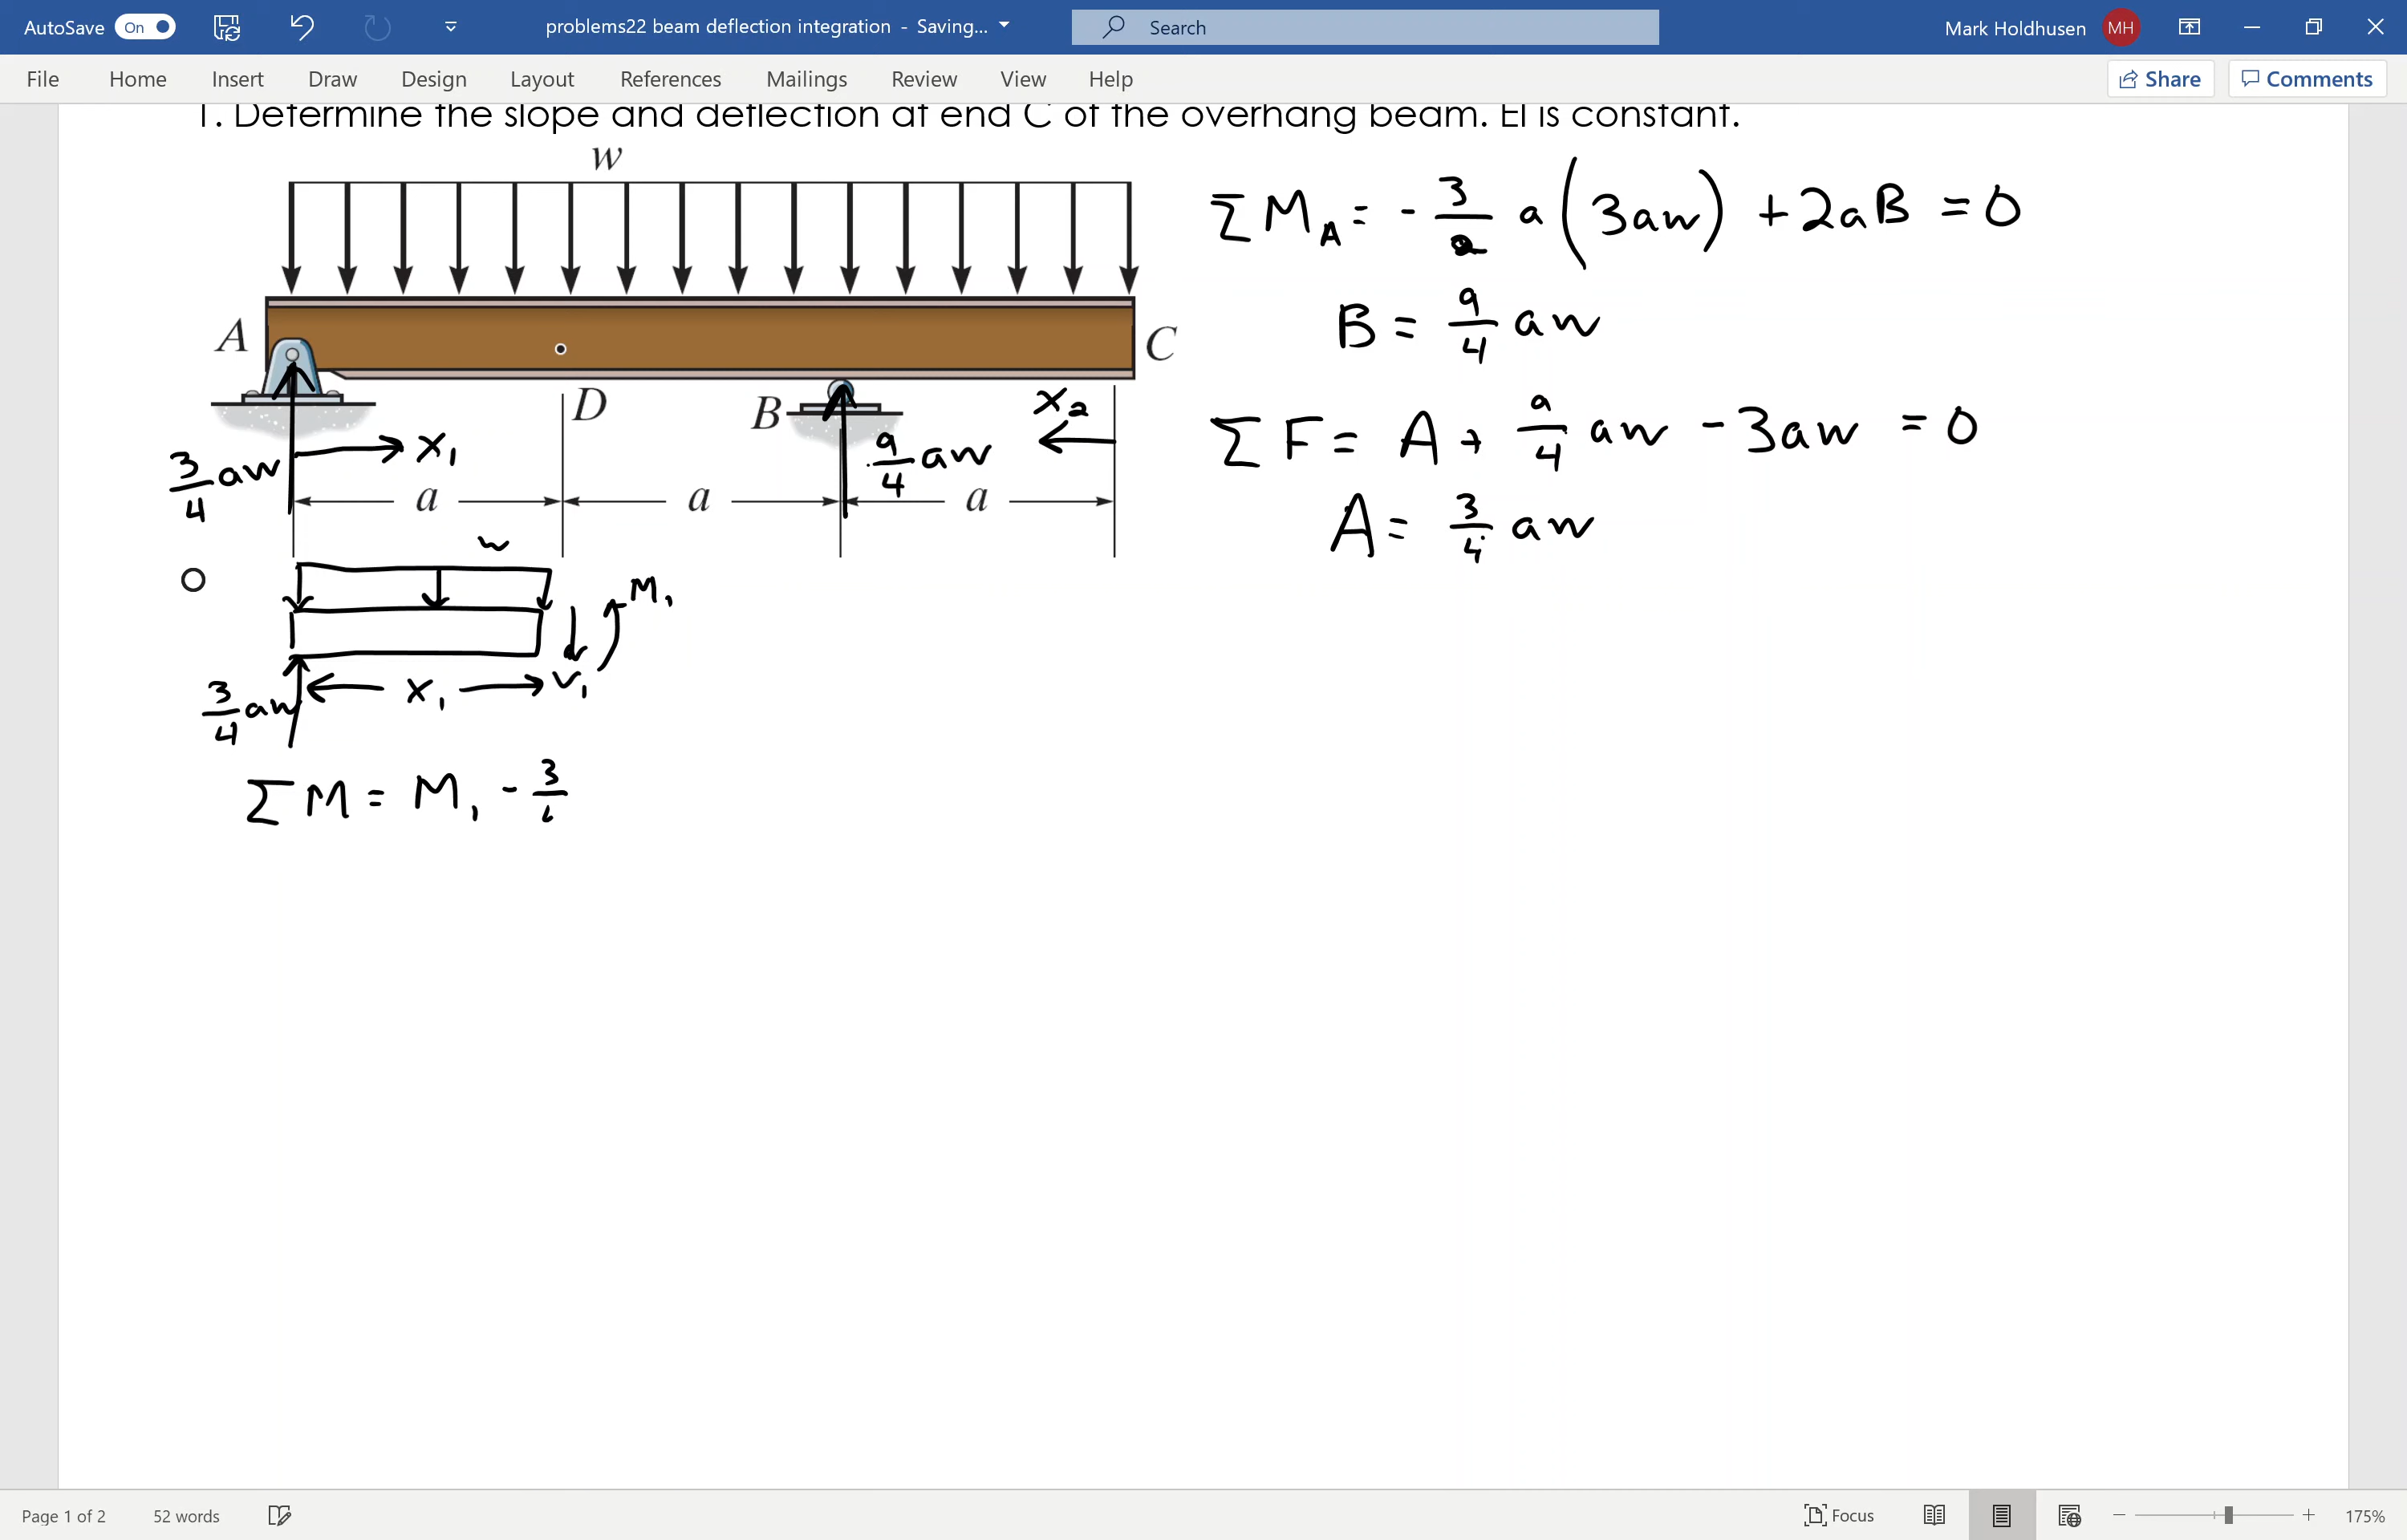 AutoSave On problems22 beam deflection integration - Saving... Search Mark Holdhusen MH
File Home Insert Draw Design Layout References Mailings Review View Help Share Comments
1. Determine the slope and deflection at end C of the overhang beam. EI is constant.
w
A
C
D
B
x₂
x₁
3/4 aw
9/4 aw
a a a
w
M₁
V₁
x₁
3/4 aw
ΣM = M₁ - 3/
ΣM_A = - 3/2 a (3aw) + 2aB = 0
B = 9/4 aw
ΣF = A + 9/4 aw - 3aw = 0
A = 3/4 aw
Page 1 of 2 52 words Focus 175%